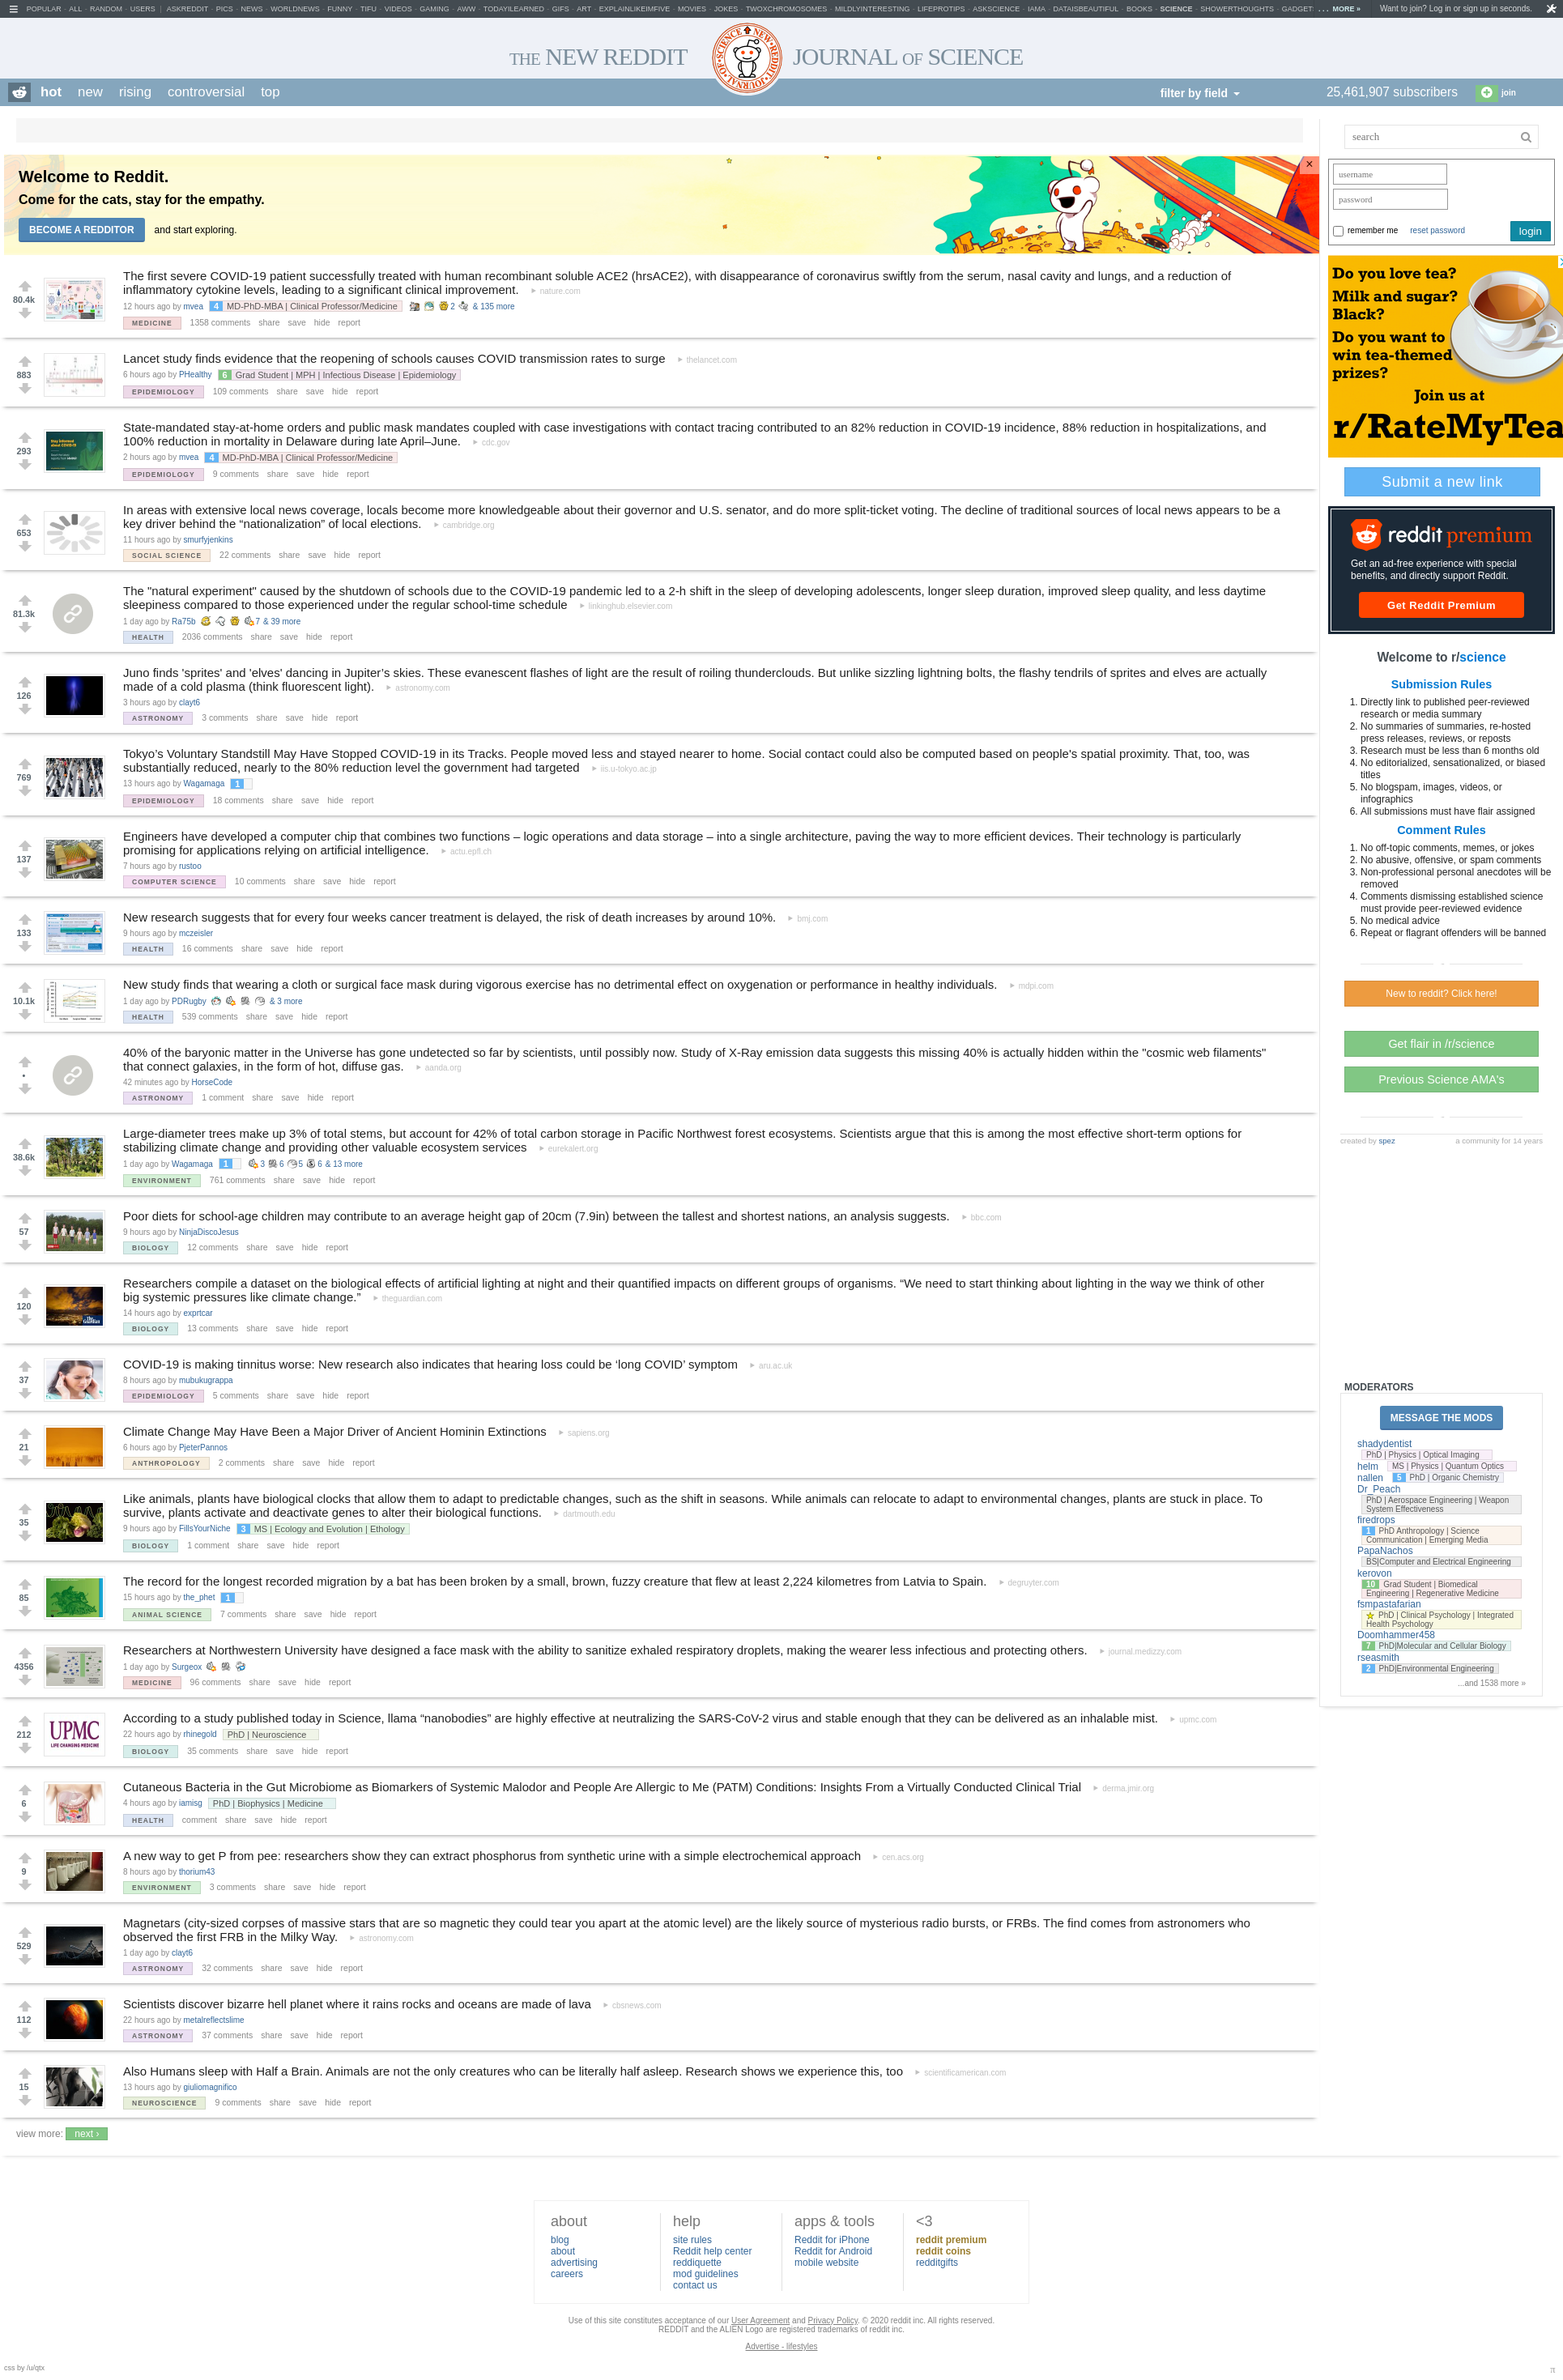 POPULAR - ALL - RANDOM - USERS | ASKREDDIT - PICS - NEWS - WORLDNEWS - FUNNY - TIFU - VIDEOS - GAMING - AWW - TODAYILEARNED - GIFS - ART - EXPLAINLIKEIMFIVE - MOVIES - JOKES - TWOXCHROMOSOMES - MILDLYINTERESTING - LIFEPROTIPS - ASKSCIENCE - IAMA - DATAISBEAUTIFUL - BOOKS - SCIENCE - SHOWERTHOUGHTS - GADGETS ... MORE » Want to join? Log in or sign up in seconds.
THE NEW REDDIT JOURNAL OF SCIENCE
hot new rising controversial top filter by field 25,461,907 subscribers join
Welcome to Reddit.
Come for the cats, stay for the empathy.
BECOME A REDDITOR and start exploring.
80.4k
The first severe COVID-19 patient successfully treated with human recombinant soluble ACE2 (hrsACE2), with disappearance of coronavirus swiftly from the serum, nasal cavity and lungs, and a reduction of
inflammatory cytokine levels, leading to a significant clinical improvement. nature.com
12 hours ago by mvea 4 MD-PhD-MBA | Clinical Professor/Medicine 2 & 135 more
MEDICINE 1358 comments share save hide report
883
Lancet study finds evidence that the reopening of schools causes COVID transmission rates to surge thelancet.com
6 hours ago by PHealthy 6 Grad Student | MPH | Infectious Disease | Epidemiology
EPIDEMIOLOGY 109 comments share save hide report
293
State-mandated stay-at-home orders and public mask mandates coupled with case investigations with contact tracing contributed to an 82% reduction in COVID-19 incidence, 88% reduction in hospitalizations, and
100% reduction in mortality in Delaware during late April–June. cdc.gov
2 hours ago by mvea 4 MD-PhD-MBA | Clinical Professor/Medicine
EPIDEMIOLOGY 9 comments share save hide report
653
In areas with extensive local news coverage, locals become more knowledgeable about their governor and U.S. senator, and do more split-ticket voting. The decline of traditional sources of local news appears to be a
key driver behind the “nationalization” of local elections. cambridge.org
11 hours ago by smurfyjenkins
SOCIAL SCIENCE 22 comments share save hide report
81.3k
The "natural experiment" caused by the shutdown of schools due to the COVID-19 pandemic led to a 2-h shift in the sleep of developing adolescents, longer sleep duration, improved sleep quality, and less daytime
sleepiness compared to those experienced under the regular school-time schedule linkinghub.elsevier.com
1 day ago by Ra75b 7 & 39 more
HEALTH 2036 comments share save hide report
126
Juno finds 'sprites' and 'elves' dancing in Jupiter’s skies. These evanescent flashes of light are the result of roiling thunderclouds. But unlike sizzling lightning bolts, the flashy tendrils of sprites and elves are actually
made of a cold plasma (think fluorescent light). astronomy.com
3 hours ago by clayt6
ASTRONOMY 3 comments share save hide report
769
Tokyo’s Voluntary Standstill May Have Stopped COVID-19 in its Tracks. People moved less and stayed nearer to home. Social contact could also be computed based on people's spatial proximity. That, too, was
substantially reduced, nearly to the 80% reduction level the government had targeted iis.u-tokyo.ac.jp
13 hours ago by Wagamaga 1
EPIDEMIOLOGY 18 comments share save hide report
137
Engineers have developed a computer chip that combines two functions – logic operations and data storage – into a single architecture, paving the way to more efficient devices. Their technology is particularly
promising for applications relying on artificial intelligence. actu.epfl.ch
7 hours ago by rustoo
COMPUTER SCIENCE 10 comments share save hide report
133
New research suggests that for every four weeks cancer treatment is delayed, the risk of death increases by around 10%. bmj.com
9 hours ago by mczeisler
HEALTH 16 comments share save hide report
10.1k
New study finds that wearing a cloth or surgical face mask during vigorous exercise has no detrimental effect on oxygenation or performance in healthy individuals. mdpi.com
1 day ago by PDRugby & 3 more
HEALTH 539 comments share save hide report
•
40% of the baryonic matter in the Universe has gone undetected so far by scientists, until possibly now. Study of X-Ray emission data suggests this missing 40% is actually hidden within the "cosmic web filaments"
that connect galaxies, in the form of hot, diffuse gas. aanda.org
42 minutes ago by HorseCode
ASTRONOMY 1 comment share save hide report
38.6k
Large-diameter trees make up 3% of total stems, but account for 42% of total carbon storage in Pacific Northwest forest ecosystems. Scientists argue that this is among the most effective short-term options for
stabilizing climate change and providing other valuable ecosystem services eurekalert.org
1 day ago by Wagamaga 1 3 6 5 6 & 13 more
ENVIRONMENT 761 comments share save hide report
57
Poor diets for school-age children may contribute to an average height gap of 20cm (7.9in) between the tallest and shortest nations, an analysis suggests. bbc.com
9 hours ago by NinjaDiscoJesus
BIOLOGY 12 comments share save hide report
120
Researchers compile a dataset on the biological effects of artificial lighting at night and their quantified impacts on different groups of organisms. “We need to start thinking about lighting in the way we think of other
big systemic pressures like climate change.” theguardian.com
14 hours ago by exprtcar
BIOLOGY 13 comments share save hide report
37
COVID-19 is making tinnitus worse: New research also indicates that hearing loss could be ‘long COVID’ symptom aru.ac.uk
8 hours ago by mubukugrappa
EPIDEMIOLOGY 5 comments share save hide report
21
Climate Change May Have Been a Major Driver of Ancient Hominin Extinctions sapiens.org
6 hours ago by PjeterPannos
ANTHROPOLOGY 2 comments share save hide report
35
Like animals, plants have biological clocks that allow them to adapt to predictable changes, such as the shift in seasons. While animals can relocate to adapt to environmental changes, plants are stuck in place. To
survive, plants activate and deactivate genes to alter their biological functions. dartmouth.edu
9 hours ago by FillsYourNiche 3 MS | Ecology and Evolution | Ethology
BIOLOGY 1 comment share save hide report
85
The record for the longest recorded migration by a bat has been broken by a small, brown, fuzzy creature that flew at least 2,224 kilometres from Latvia to Spain. degruyter.com
15 hours ago by the_phet 1
ANIMAL SCIENCE 7 comments share save hide report
4356
Researchers at Northwestern University have designed a face mask with the ability to sanitize exhaled respiratory droplets, making the wearer less infectious and protecting others. journal.medizzy.com
1 day ago by Surgeox
MEDICINE 96 comments share save hide report
212
UPMC
LIFE CHANGING MEDICINE
According to a study published today in Science, llama “nanobodies” are highly effective at neutralizing the SARS-CoV-2 virus and stable enough that they can be delivered as an inhalable mist. upmc.com
22 hours ago by rhinegold PhD | Neuroscience
BIOLOGY 35 comments share save hide report
6
Cutaneous Bacteria in the Gut Microbiome as Biomarkers of Systemic Malodor and People Are Allergic to Me (PATM) Conditions: Insights From a Virtually Conducted Clinical Trial derma.jmir.org
4 hours ago by iamisg PhD | Biophysics | Medicine
HEALTH comment share save hide report
9
A new way to get P from pee: researchers show they can extract phosphorus from synthetic urine with a simple electrochemical approach cen.acs.org
8 hours ago by thorium43
ENVIRONMENT 3 comments share save hide report
529
Magnetars (city-sized corpses of massive stars that are so magnetic they could tear you apart at the atomic level) are the likely source of mysterious radio bursts, or FRBs. The find comes from astronomers who
observed the first FRB in the Milky Way. astronomy.com
1 day ago by clayt6
ASTRONOMY 32 comments share save hide report
112
Scientists discover bizarre hell planet where it rains rocks and oceans are made of lava cbsnews.com
22 hours ago by metalreflectslime
ASTRONOMY 37 comments share save hide report
15
Also Humans sleep with Half a Brain. Animals are not the only creatures who can be literally half asleep. Research shows we experience this, too scientificamerican.com
13 hours ago by giuliomagnifico
NEUROSCIENCE 9 comments share save hide report
view more: next ›
search
username
password
remember me reset password login
Do you love tea?
Milk and sugar?
Black?
Do you want to
win tea-themed
prizes?
Join us at
r/RateMyTea
Submit a new link
reddit premium
Get an ad-free experience with special
benefits, and directly support Reddit.
Get Reddit Premium
Welcome to r/science
Submission Rules
1. Directly link to published peer-reviewed
research or media summary
2. No summaries of summaries, re-hosted
press releases, reviews, or reposts
3. Research must be less than 6 months old
4. No editorialized, sensationalized, or biased
titles
5. No blogspam, images, videos, or
infographics
6. All submissions must have flair assigned
Comment Rules
1. No off-topic comments, memes, or jokes
2. No abusive, offensive, or spam comments
3. Non-professional personal anecdotes will be
removed
4. Comments dismissing established science
must provide peer-reviewed evidence
5. No medical advice
6. Repeat or flagrant offenders will be banned
New to reddit? Click here!
Get flair in /r/science
Previous Science AMA's
created by spez a community for 14 years
MODERATORS
MESSAGE THE MODS
shadydentist
PhD | Physics | Optical Imaging
helm MS | Physics | Quantum Optics
nallen 5 PhD | Organic Chemistry
Dr_Peach
PhD | Aerospace Engineering | Weapon
System Effectiveness
firedrops
1 PhD Anthropology | Science
Communication | Emerging Media
PapaNachos
BS|Computer and Electrical Engineering
kerovon
10 Grad Student | Biomedical
Engineering | Regenerative Medicine
fsmpastafarian
PhD | Clinical Psychology | Integrated
Health Psychology
Doomhammer458
7 PhD|Molecular and Cellular Biology
rseasmith
2 PhD|Environmental Engineering
...and 1538 more »
about
blog
about
advertising
careers
help
site rules
Reddit help center
reddiquette
mod guidelines
contact us
apps & tools
Reddit for iPhone
Reddit for Android
mobile website
<3
reddit premium
reddit coins
redditgifts
Use of this site constitutes acceptance of our User Agreement and Privacy Policy. © 2020 reddit inc. All rights reserved.
REDDIT and the ALIEN Logo are registered trademarks of reddit inc.
Advertise - lifestyles
css by /u/qtx